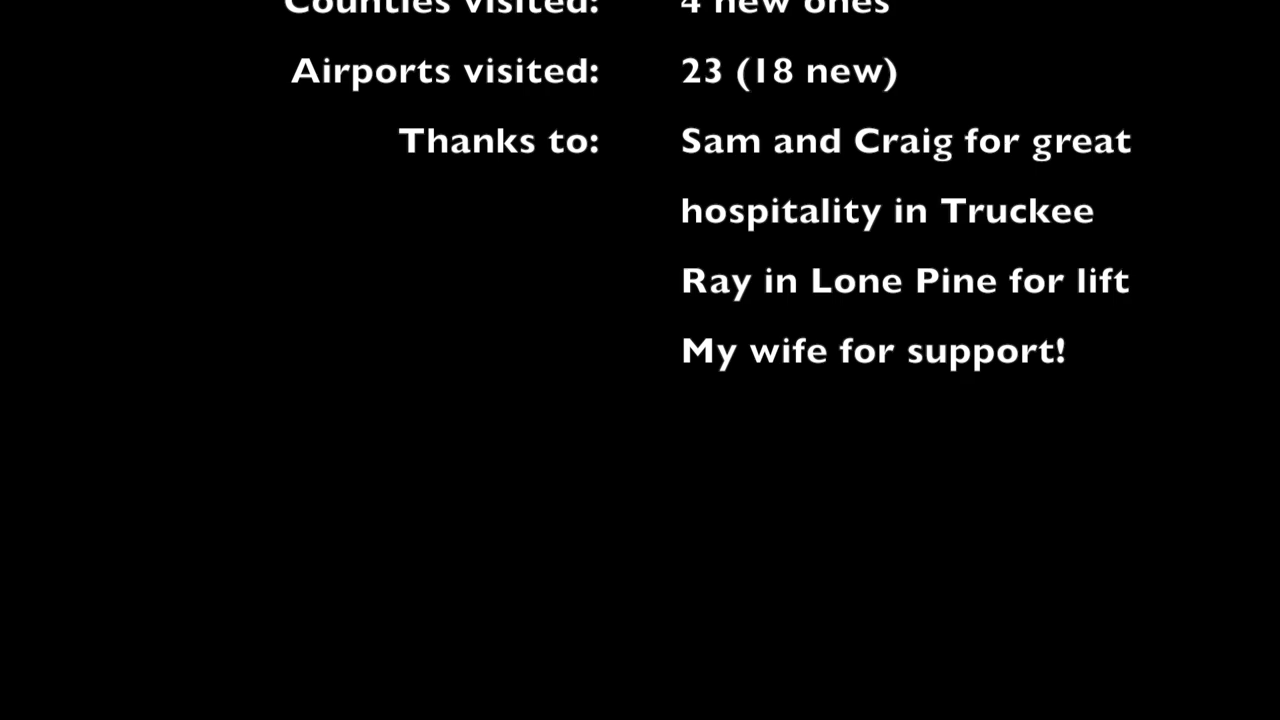 Counties visited: 4 new ones
Airports visited: 23 (18 new)
Thanks to: Sam and Craig for great
hospitality in Truckee
Ray in Lone Pine for lift
My wife for support!